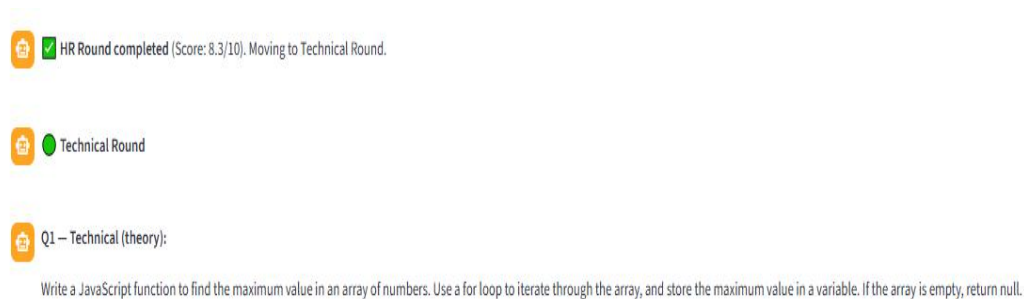 ✅ HR Round completed (Score: 8.3/10). Moving to Technical Round.
🟢 Technical Round
Q1 – Technical (theory):
Write a JavaScript function to find the maximum value in an array of numbers. Use a for loop to iterate through the array, and store the maximum value in a variable. If the array is empty, return null.